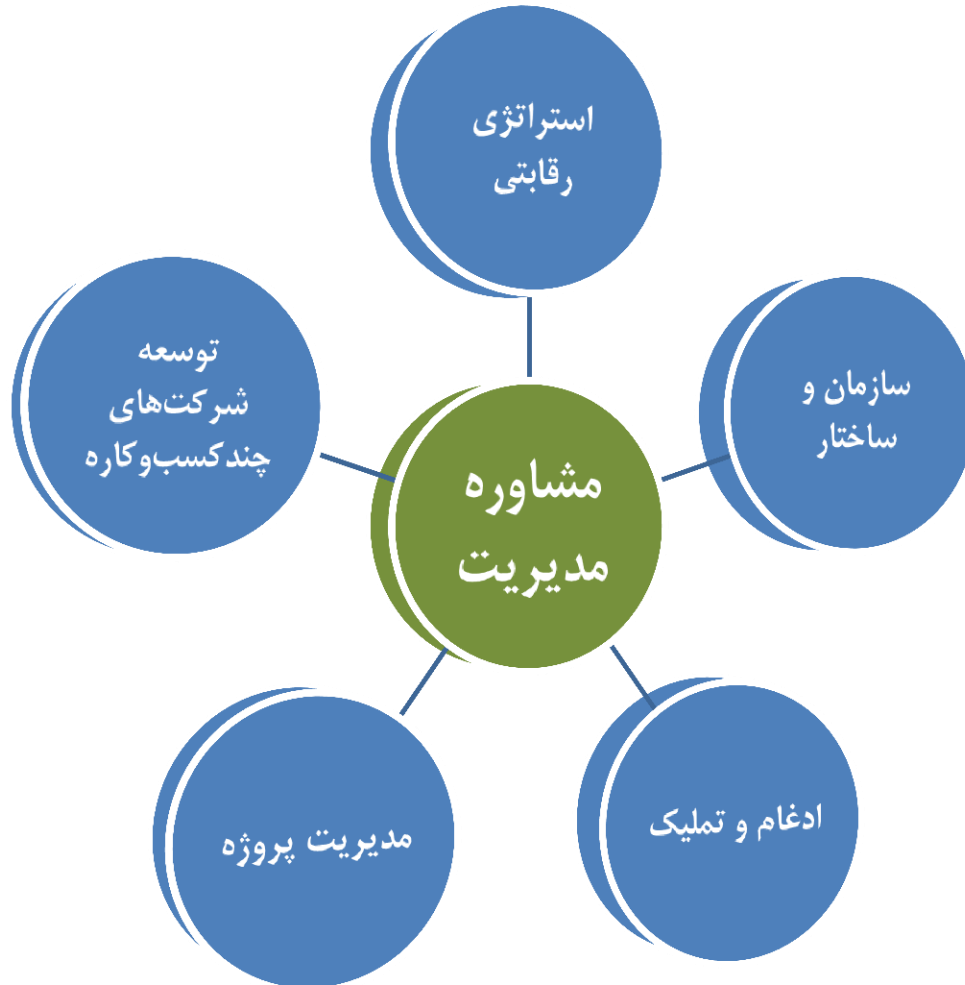 استراتژی
رقابتی
سازمان و
ساختار
ادغام و تملیک
مدیریت پروژه
توسعه
شرکت‌های
چندکسب‌وکاره
مشاوره
مدیریت